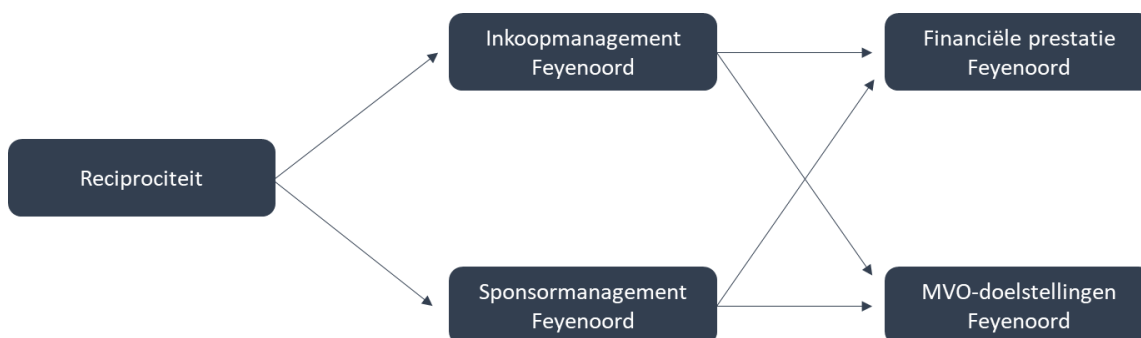 Inkoopmanagement
Feyenoord
Financiële prestatie
Feyenoord
Reciprociteit
Sponsormanagement
Feyenoord
MVO-doelstellingen
Feyenoord